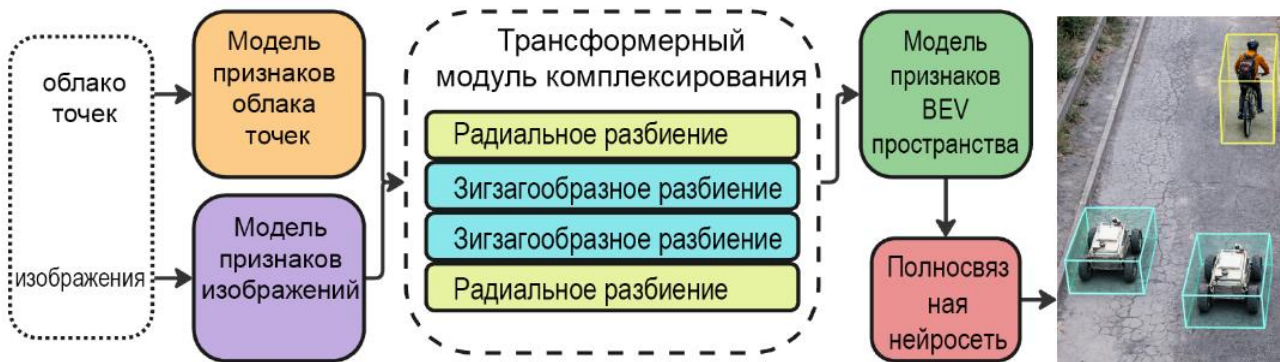 облако
точек
изображения
Модель
признаков
облака
точек
Модель
признаков
изображений
Трансформерный
модуль комплексирования
Радиальное разбиение
Зигзагообразное разбиение
Зигзагообразное разбиение
Радиальное разбиение
Модель
признаков
BEV
пространства
Полносвяз
ная
нейросеть